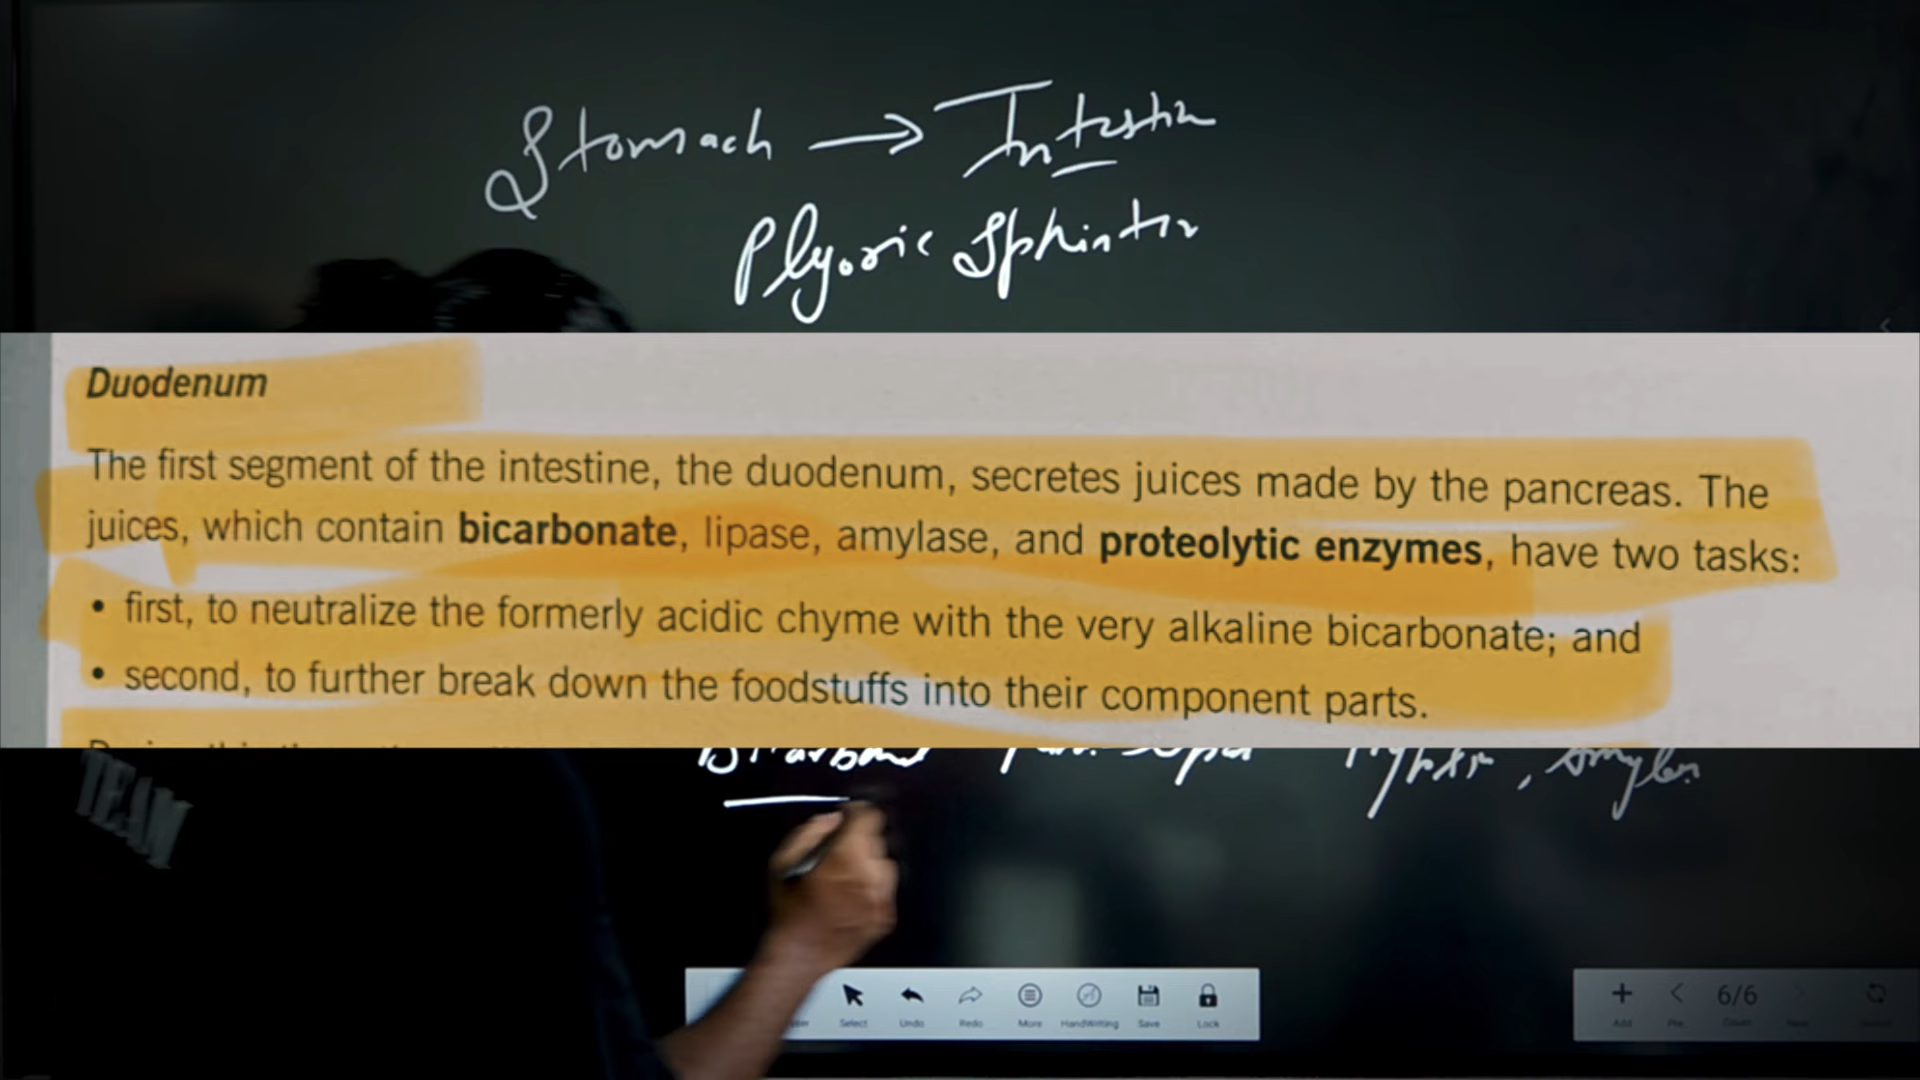 Stomach → Intestin
Plyoric Sphintir
Duodenum
The first segment of the intestine, the duodenum, secretes juices made by the pancreas. The
juices, which contain bicarbonate, lipase, amylase, and proteolytic enzymes, have two tasks:
• first, to neutralize the formerly acidic chyme with the very alkaline bicarbonate; and
• second, to further break down the foodstuffs into their component parts.
TEAM
Select Undo Redo More HandWriting Save Lock
6/6
Add